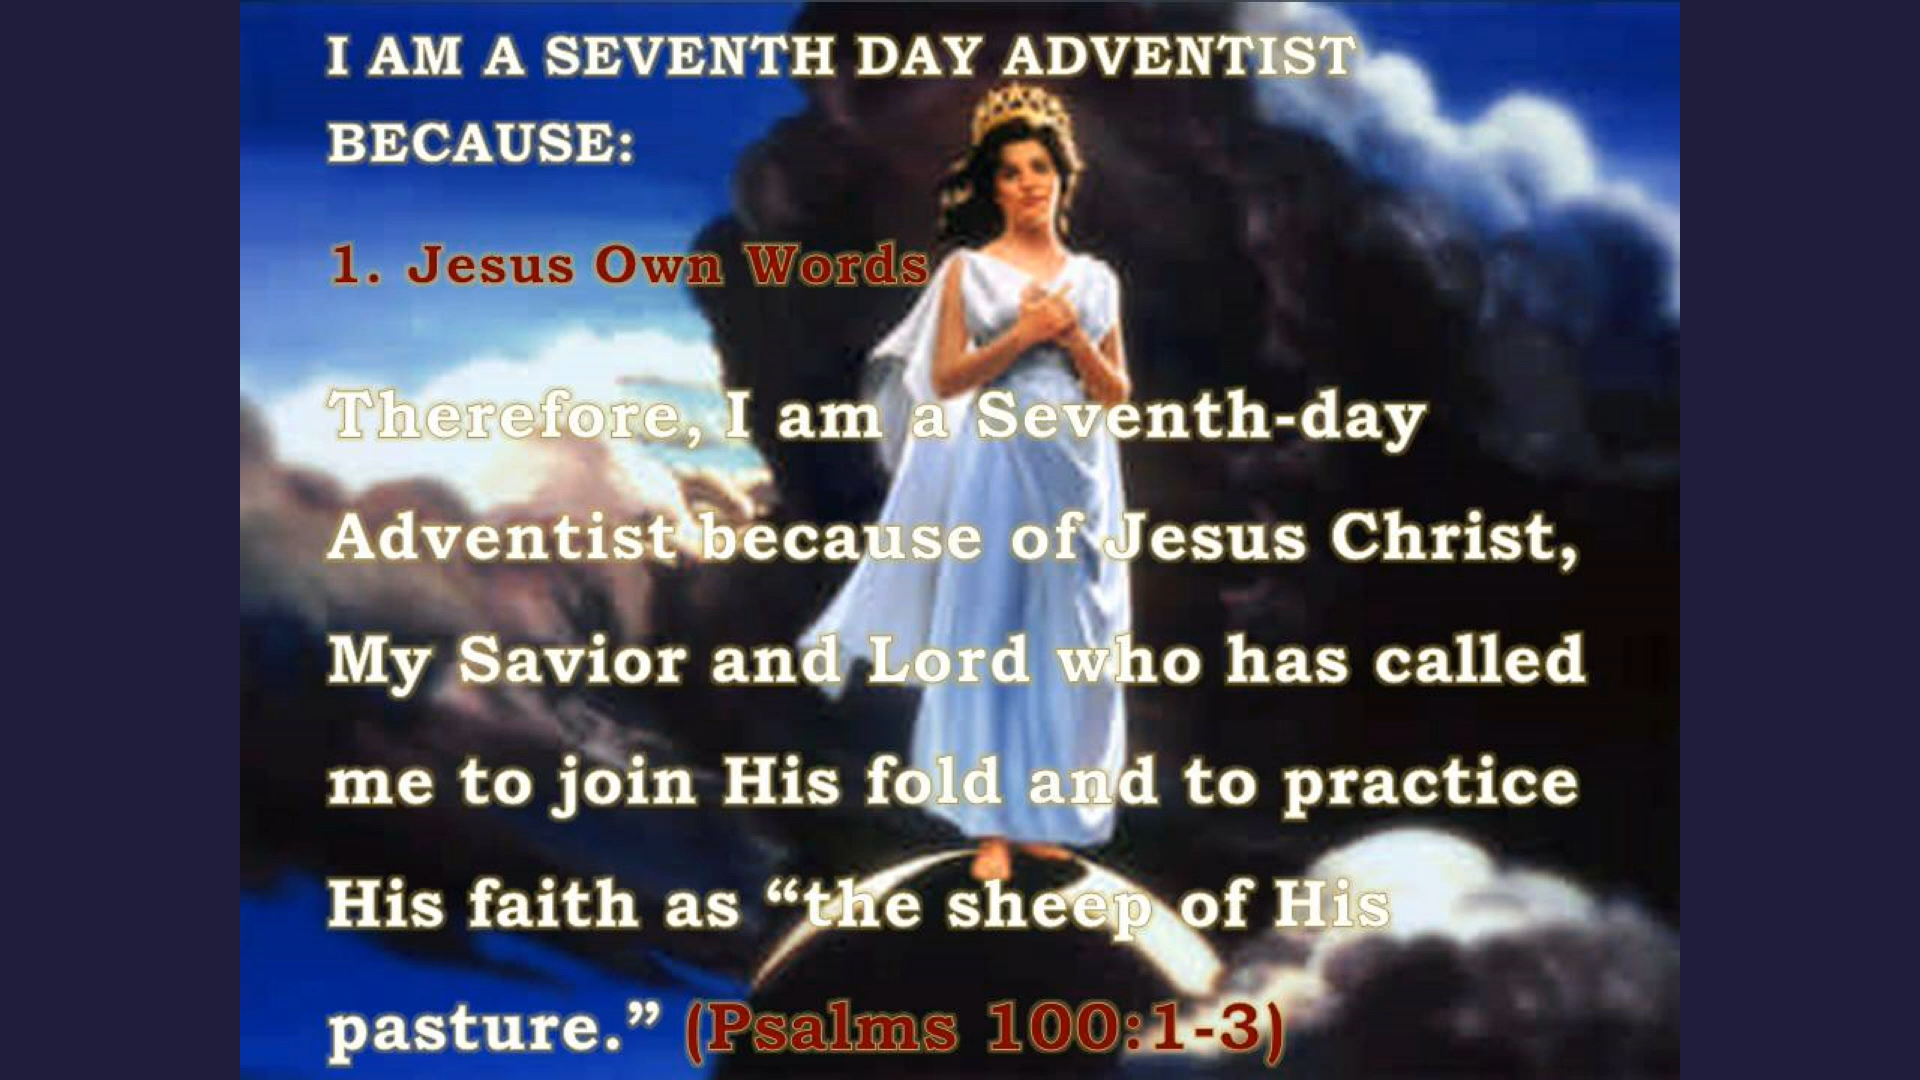 I AM A SEVENTH DAY ADVENTIST
BECAUSE:
1. Jesus Own Words
Therefore, I am a Seventh-day
Adventist because of Jesus Christ,
My Savior and Lord who has called
me to join His fold and to practice
His faith as “the sheep of His
pasture.” (Psalms 100:1-3)